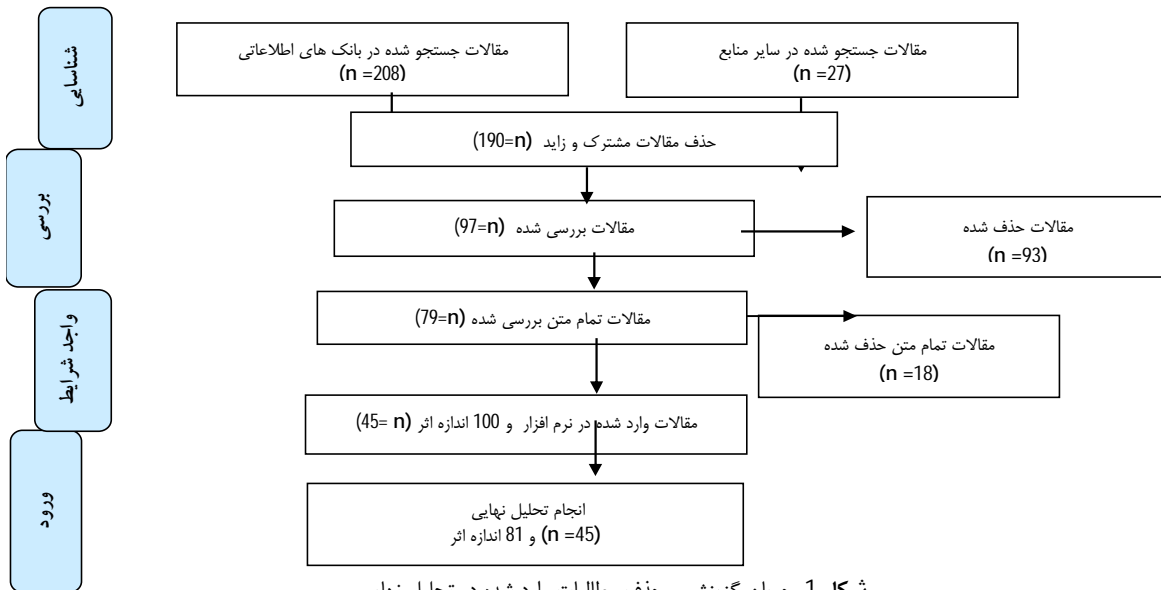 شناسایی
مقالات جستجو شده در سایر منابع
(n =27)
مقالات جستجو شده در بانک های اطلاعاتی
(n =208)
حذف مقالات مشترک و زاید (n=190)
بررسی
مقالات بررسی شده (n=97)
مقالات حذف شده
(n =93)
واجد شرایط
مقالات تمام متن بررسی شده (n=79)
مقالات تمام متن حذف شده
(n =18)
مقالات وارد شده در نرم افزار و 100 اندازه اثر (n =45)
ورود
انجام تحلیل نهایی
(n =45) و 81 اندازه اثر
شکل 1